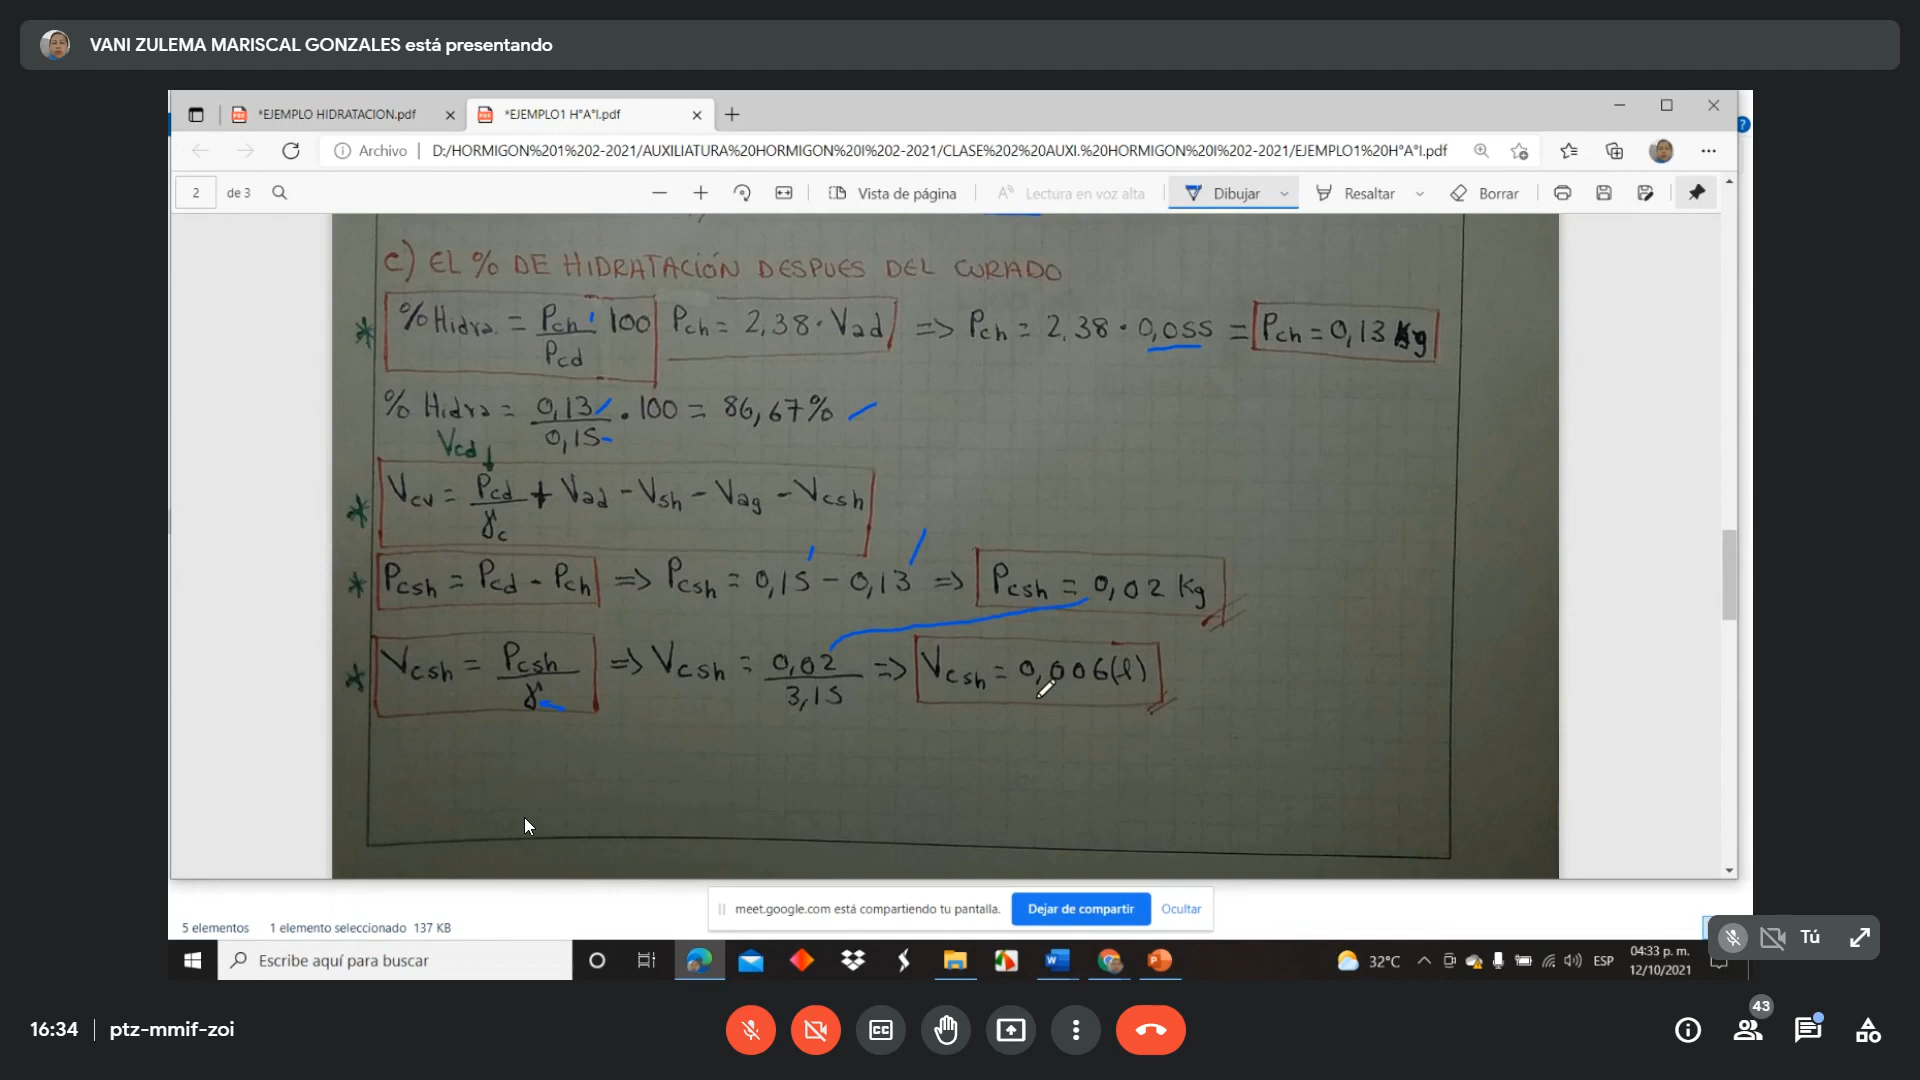 VANI ZULEMA MARISCAL GONZALES está presentando
*EJEMPLO HIDRATACION.pdf
*EJEMPLO1 H°A°I.pdf
Archivo | D:/HORMIGON%201%202-2021/AUXILIATURA%20HORMIGON%20I%202-2021/CLASE%202%20AUXI.%20HORMIGON%20I%202-2021/EJEMPLO1%20H°A°I.pdf
2 de 3 Vista de página Lectura en voz alta Dibujar Resaltar Borrar
c) EL % DE HIDRATACIÓN DESPUES DEL CURADO
* %Hidra. = Pch / Pcd 100 Pch = 2,38 · Vad => Pch = 2.38 · 0,055 = Pch = 0,13 Kg
% Hidra = 0,13 / 0,15 · 100 = 86,67%
Vcd ↓
* Vcv = Pcd / γc + Vad - Vsh - Vag - Vcsh
* Pcsh = Pcd - Pch => Pcsh = 0,15 - 0,13 => Pcsh = 0,02 Kg
* Vcsh = Pcsh / γ => Vcsh = 0,02 / 3,15 => Vcsh = 0,006(l)
meet.google.com está compartiendo tu pantalla. Dejar de compartir Ocultar
5 elementos 1 elemento seleccionado 137 KB
Tú
Escribe aquí para buscar
32°C ESP 04:33 p. m.
12/10/2021
43
16:34 | ptz-mmif-zoi